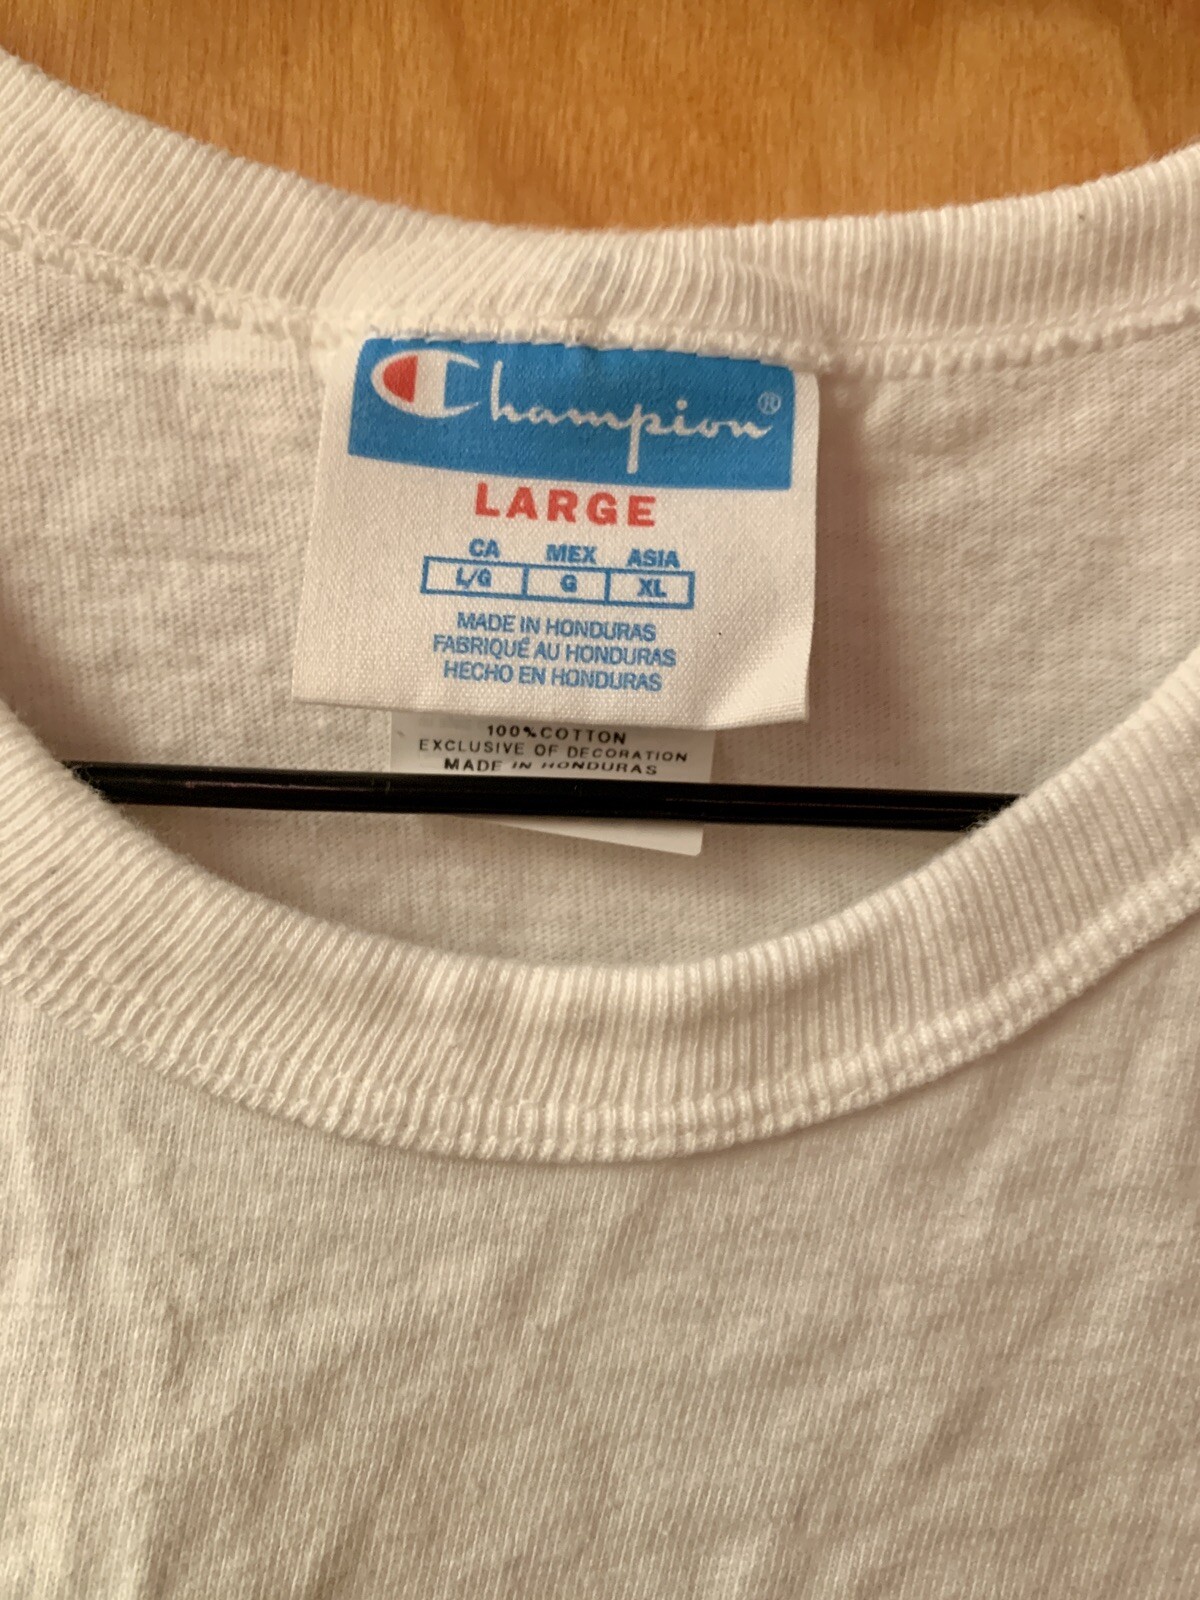 Champion®
LARGE
CA MEX ASIA
L/G G XL
MADE IN HONDURAS
FABRIQUÉ AU HONDURAS
HECHO EN HONDURAS
100%COTTON
EXCLUSIVE OF DECORATION
MADE IN HONDURAS